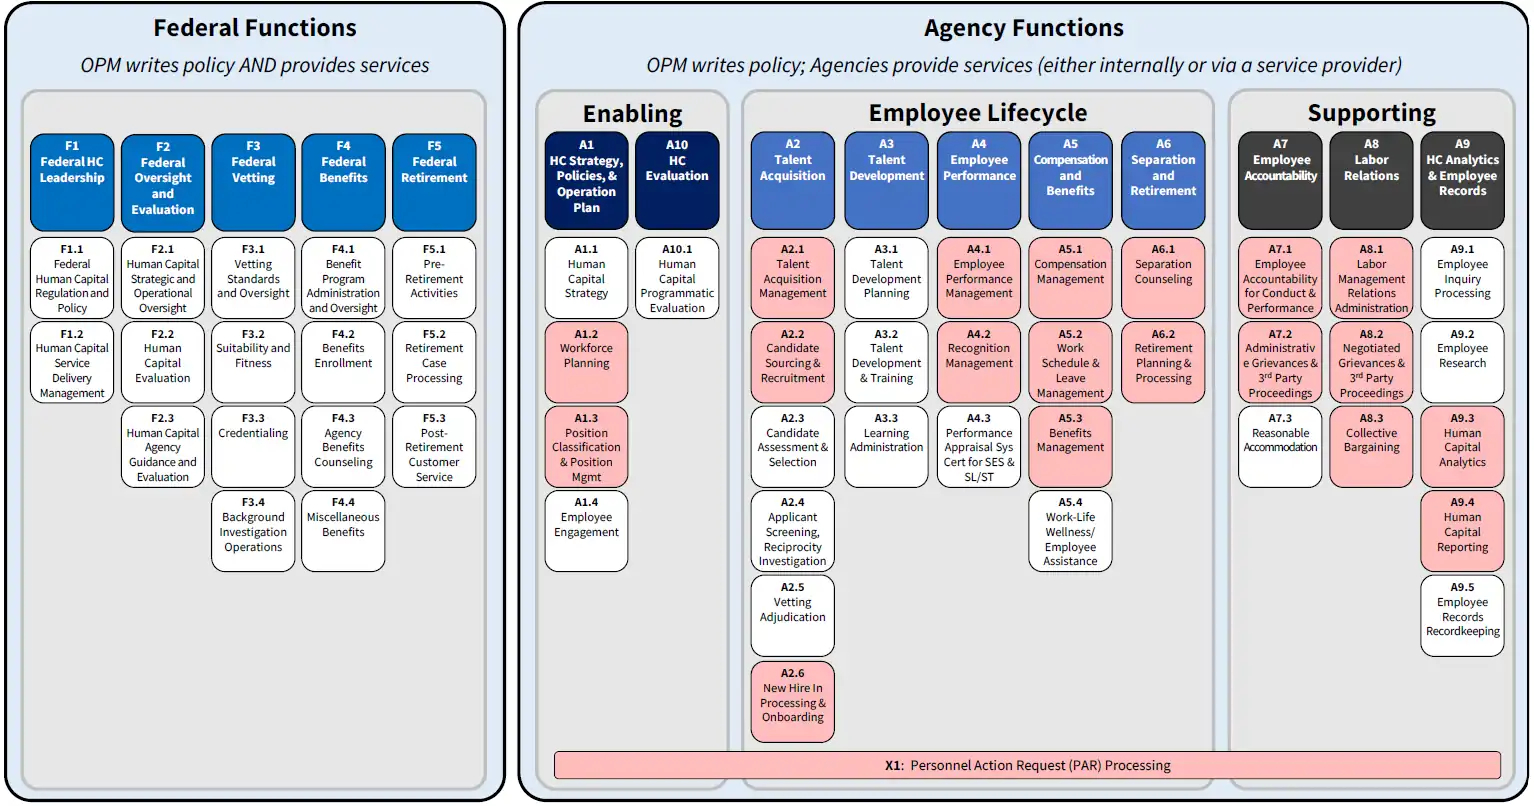 Federal Functions
OPM writes policy AND provides services
F1
Federal HC
Leadership
F2
Federal
Oversight
and
Evaluation
F3
Federal
Vetting
F4
Federal
Benefits
F5
Federal
Retirement
F1.1
Federal
Human Capital
Regulation and
Policy
F2.1
Human Capital
Strategic and
Operational
Oversight
F3.1
Vetting
Standards
and Oversight
F4.1
Benefit
Program
Administration
and Oversight
F5.1
Pre-
Retirement
Activities
F1.2
Human Capital
Service
Delivery
Management
F2.2
Human
Capital
Evaluation
F3.2
Suitability and
Fitness
F4.2
Benefits
Enrollment
F5.2
Retirement
Case
Processing
F2.3
Human Capital
Agency
Guidance and
Evaluation
F3.3
Credentialing
F4.3
Agency
Benefits
Counseling
F5.3
Post-
Retirement
Customer
Service
F3.4
Background
Investigation
Operations
F4.4
Miscellaneous
Benefits
Agency Functions
OPM writes policy; Agencies provide services (either internally or via a service provider)
Enabling
A1
HC Strategy,
Policies, &
Operation
Plan
A10
HC
Evaluation
A1.1
Human
Capital
Strategy
A10.1
Human
Capital
Programmatic
Evaluation
A1.2
Workforce
Planning
A1.3
Position
Classification
& Position
Mgmt
A1.4
Employee
Engagement
Employee Lifecycle
A2
Talent
Acquisition
A3
Talent
Development
A4
Employee
Performance
A5
Compensation
and
Benefits
A6
Separation
and
Retirement
A2.1
Talent
Acquisition
Management
A3.1
Talent
Development
Planning
A4.1
Employee
Performance
Management
A5.1
Compensation
Management
A6.1
Separation
Counseling
A2.2
Candidate
Sourcing &
Recruitment
A3.2
Talent
Development
& Training
A4.2
Recognition
Management
A5.2
Work
Schedule &
Leave
Management
A6.2
Retirement
Planning &
Processing
A2.3
Candidate
Assessment &
Selection
A3.3
Learning
Administration
A4.3
Performance
Appraisal Sys
Cert for SES &
SL/ST
A5.3
Benefits
Management
A2.4
Applicant
Screening,
Reciprocity
Investigation
A5.4
Work-Life
Wellness/
Employee
Assistance
A2.5
Vetting
Adjudication
A2.6
New Hire In
Processing &
Onboarding
Supporting
A7
Employee
Accountability
A8
Labor
Relations
A9
HC Analytics
& Employee
Records
A7.1
Employee
Accountability
for Conduct &
Performance
A8.1
Labor
Management
Relations
Administration
A9.1
Employee
Inquiry
Processing
A7.2
Administrativ
e Grievances &
3rd Party
Proceedings
A8.2
Negotiated
Grievances &
3rd Party
Proceedings
A9.2
Employee
Research
A7.3
Reasonable
Accommodation
A8.3
Collective
Bargaining
A9.3
Human
Capital
Analytics
A9.4
Human
Capital
Reporting
A9.5
Employee
Records
Recordkeeping
X1: Personnel Action Request (PAR) Processing